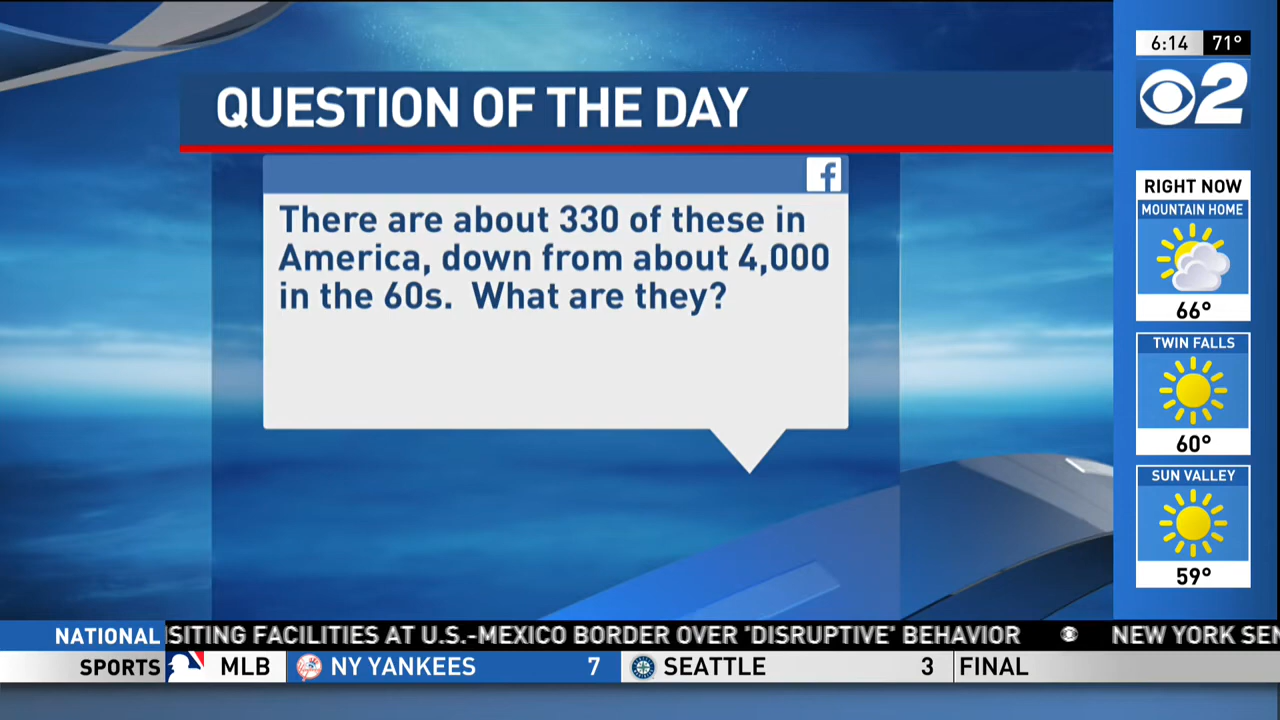 QUESTION OF THE DAY
There are about 330 of these in
America, down from about 4,000
in the 60s.  What are they?
6:14 71°
2
RIGHT NOW
MOUNTAIN HOME
66°
TWIN FALLS
60°
SUN VALLEY
59°
NATIONAL SITING FACILITIES AT U.S.-MEXICO BORDER OVER 'DISRUPTIVE' BEHAVIOR NEW YORK SEN
SPORTS MLB NY YANKEES 7 SEATTLE 3 FINAL